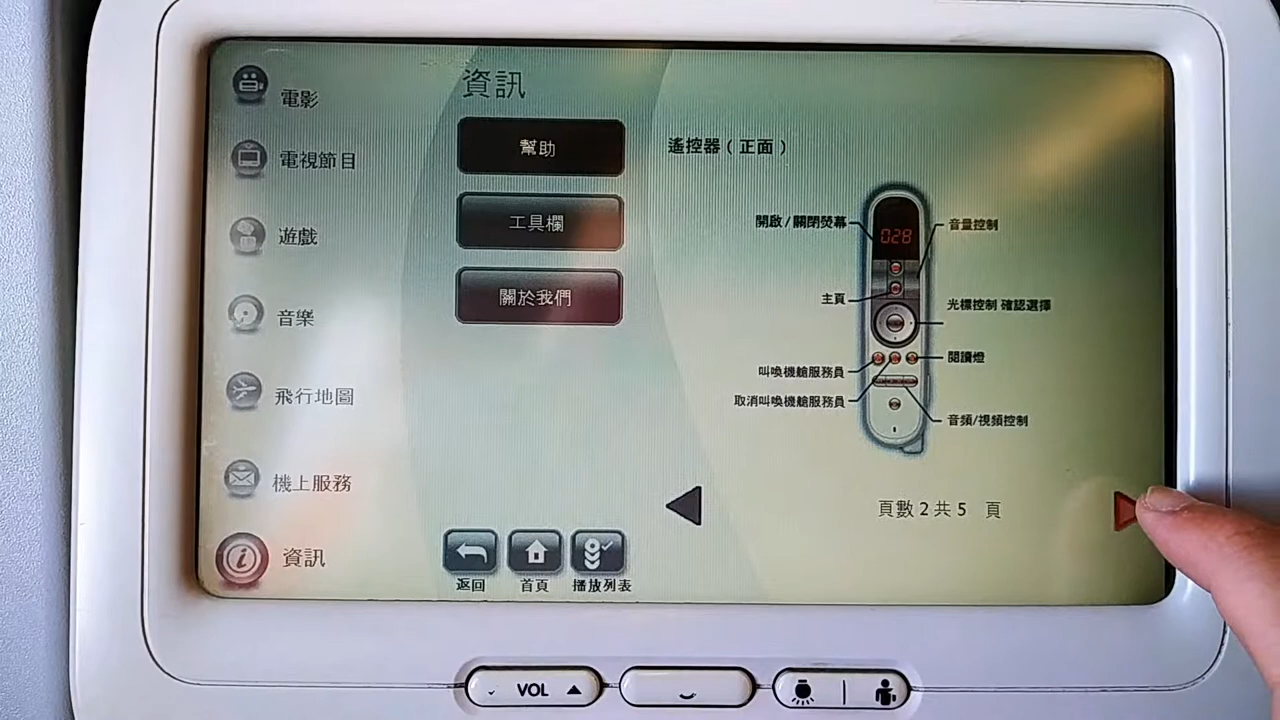 電影
電視節目
遊戲
音樂
飛行地圖
機上服務
資訊
資訊
幫助
工具欄
關於我們
返回
首頁
播放列表
遙控器（正面）
開啟/關閉熒幕
028
音量控制
主頁
光標控制 確認選擇
閱讀燈
叫喚機艙服務員
取消叫喚機艙服務員
音頻/視頻控制
頁數 2 共 5 頁
VOL